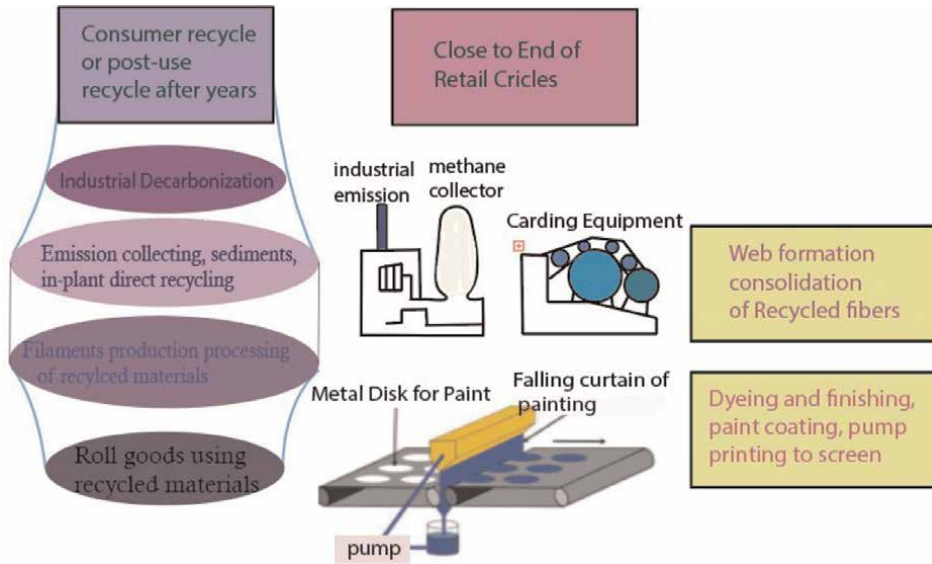 Consumer recycle
or post-use
recycle after years
Close to End of
Retail Cricles
Industrial Decarbonization
industrial
emission
methane
collector
Carding Equipment
Emission collecting, sediments,
in-plant direct recycling
Web formation
consolidation
of Recycled fibers
Filaments production processing
of recylced materials
Metal Disk for Paint
Falling curtain of
painting
Dyeing and finishing,
paint coating, pump
printing to screen
Roll goods using
recycled materials
pump